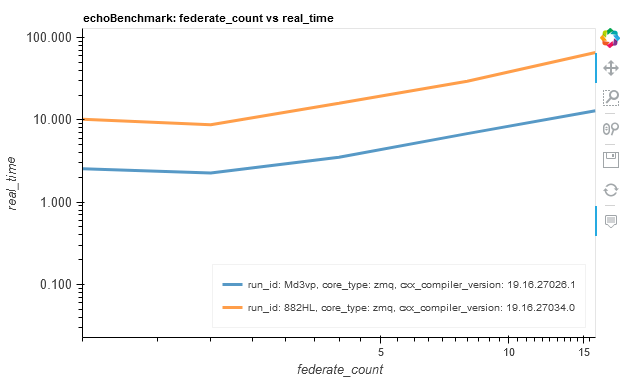 echoBenchmark: federate_count vs real_time
100.000
10.000
1.000
0.100
real_time
run_id: Md3vp, core_type: zmq, cxx_compiler_version: 19.16.27026.1
run_id: 882HL, core_type: zmq, cxx_compiler_version: 19.16.27034.0
5
10
15
federate_count